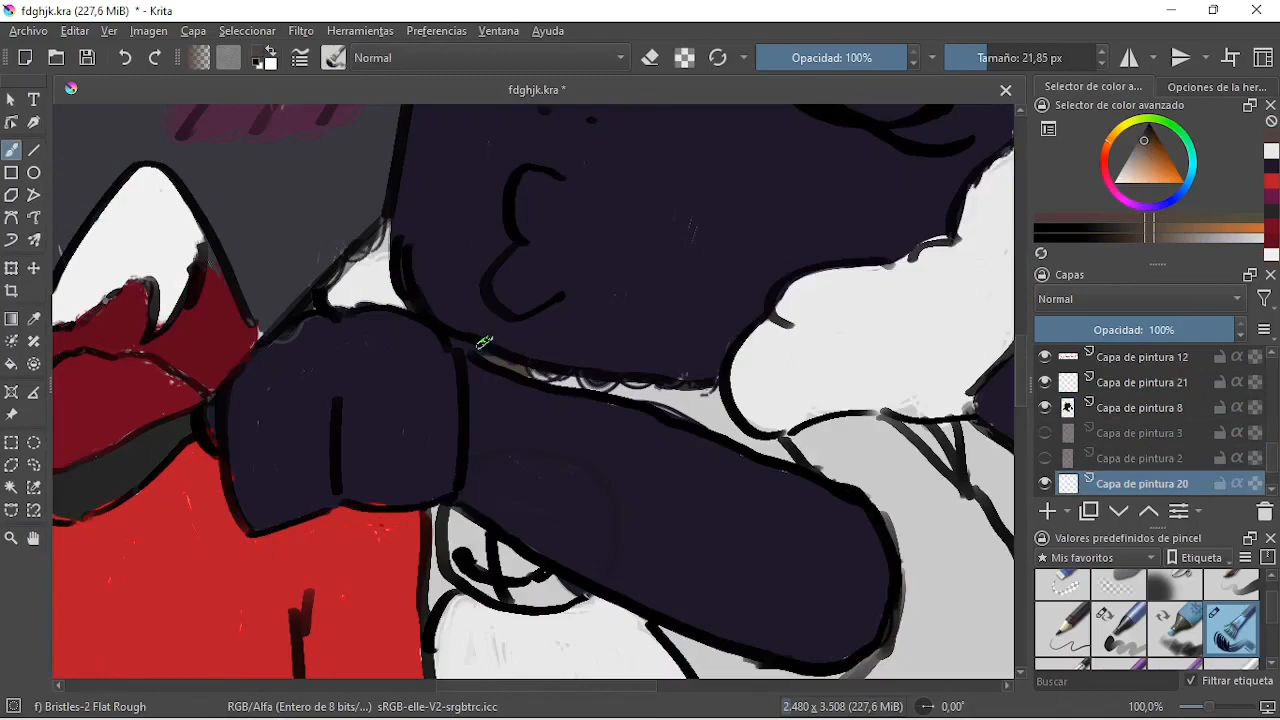 fdghjk.kra (227,6 MiB) * - Krita
Archivo Editar Ver Imagen Capa Seleccionar Filtro Herramientas Preferencias Ventana Ayuda
Normal Opacidad: 100% Tamaño: 21,85 px
fdghjk.kra *
Selector de color a... Opciones de la her...
Selector de color avanzado
Capas
Normal
Opacidad: 100%
Capa de pintura 12
Capa de pintura 21
Capa de pintura 8
Capa de pintura 3
Capa de pintura 2
Capa de pintura 20
Valores predefinidos de pincel
Mis favoritos Etiqueta
Buscar Filtrar etiqueta
f) Bristles-2 Flat Rough RGB/Alfa (Entero de 8 bits/...) sRGB-elle-V2-srgbtrc.icc 2.480 x 3.508 (227,6 MiB) 0,00° 100,0%